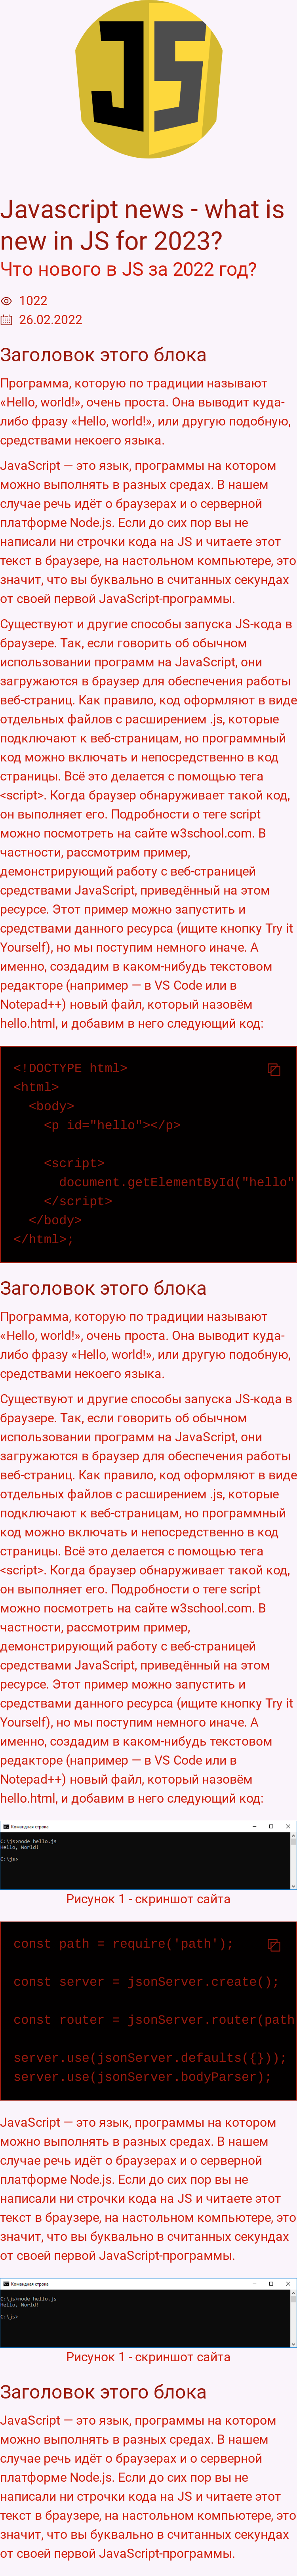 JS
Javascript news - what is
new in JS for 2023?
Что нового в JS за 2022 год?
1022
26.02.2022
Заголовок этого блока
Программа, которую по традиции называют
«Hello, world!», очень проста. Она выводит куда-
либо фразу «Hello, world!», или другую подобную,
средствами некоего языка.
JavaScript — это язык, программы на котором
можно выполнять в разных средах. В нашем
случае речь идёт о браузерах и о серверной
платформе Node.js. Если до сих пор вы не
написали ни строчки кода на JS и читаете этот
текст в браузере, на настольном компьютере, это
значит, что вы буквально в считанных секундах
от своей первой JavaScript-программы.
Существуют и другие способы запуска JS-кода в
браузере. Так, если говорить об обычном
использовании программ на JavaScript, они
загружаются в браузер для обеспечения работы
веб-страниц. Как правило, код оформляют в виде
отдельных файлов с расширением .js, которые
подключают к веб-страницам, но программный
код можно включать и непосредственно в код
страницы. Всё это делается с помощью тега
<script>. Когда браузер обнаруживает такой код,
он выполняет его. Подробности о теге script
можно посмотреть на сайте w3school.com. В
частности, рассмотрим пример,
демонстрирующий работу с веб-страницей
средствами JavaScript, приведённый на этом
ресурсе. Этот пример можно запустить и
средствами данного ресурса (ищите кнопку Try it
Yourself), но мы поступим немного иначе. А
именно, создадим в каком-нибудь текстовом
редакторе (например — в VS Code или в
Notepad++) новый файл, который назовём
hello.html, и добавим в него следующий код:
<!DOCTYPE html>
<html>
<body>
<p id="hello"></p>
<script>
document.getElementById("hello"
</script>
</body>
</html>;
Заголовок этого блока
Программа, которую по традиции называют
«Hello, world!», очень проста. Она выводит куда-
либо фразу «Hello, world!», или другую подобную,
средствами некоего языка.
Существуют и другие способы запуска JS-кода в
браузере. Так, если говорить об обычном
использовании программ на JavaScript, они
загружаются в браузер для обеспечения работы
веб-страниц. Как правило, код оформляют в виде
отдельных файлов с расширением .js, которые
подключают к веб-страницам, но программный
код можно включать и непосредственно в код
страницы. Всё это делается с помощью тега
<script>. Когда браузер обнаруживает такой код,
он выполняет его. Подробности о теге script
можно посмотреть на сайте w3school.com. В
частности, рассмотрим пример,
демонстрирующий работу с веб-страницей
средствами JavaScript, приведённый на этом
ресурсе. Этот пример можно запустить и
средствами данного ресурса (ищите кнопку Try it
Yourself), но мы поступим немного иначе. А
именно, создадим в каком-нибудь текстовом
редакторе (например — в VS Code или в
Notepad++) новый файл, который назовём
hello.html, и добавим в него следующий код:
Командная строка
C:\js>node hello.js
Hello, World!
C:\js>
Рисунок 1 - скриншот сайта
const path = require('path');
const server = jsonServer.create();
const router = jsonServer.router(path
server.use(jsonServer.defaults({}));
server.use(jsonServer.bodyParser);
JavaScript — это язык, программы на котором
можно выполнять в разных средах. В нашем
случае речь идёт о браузерах и о серверной
платформе Node.js. Если до сих пор вы не
написали ни строчки кода на JS и читаете этот
текст в браузере, на настольном компьютере, это
значит, что вы буквально в считанных секундах
от своей первой JavaScript-программы.
Командная строка
C:\js>node hello.js
Hello, World!
C:\js>
Рисунок 1 - скриншот сайта
Заголовок этого блока
JavaScript — это язык, программы на котором
можно выполнять в разных средах. В нашем
случае речь идёт о браузерах и о серверной
платформе Node.js. Если до сих пор вы не
написали ни строчки кода на JS и читаете этот
текст в браузере, на настольном компьютере, это
значит, что вы буквально в считанных секундах
от своей первой JavaScript-программы.